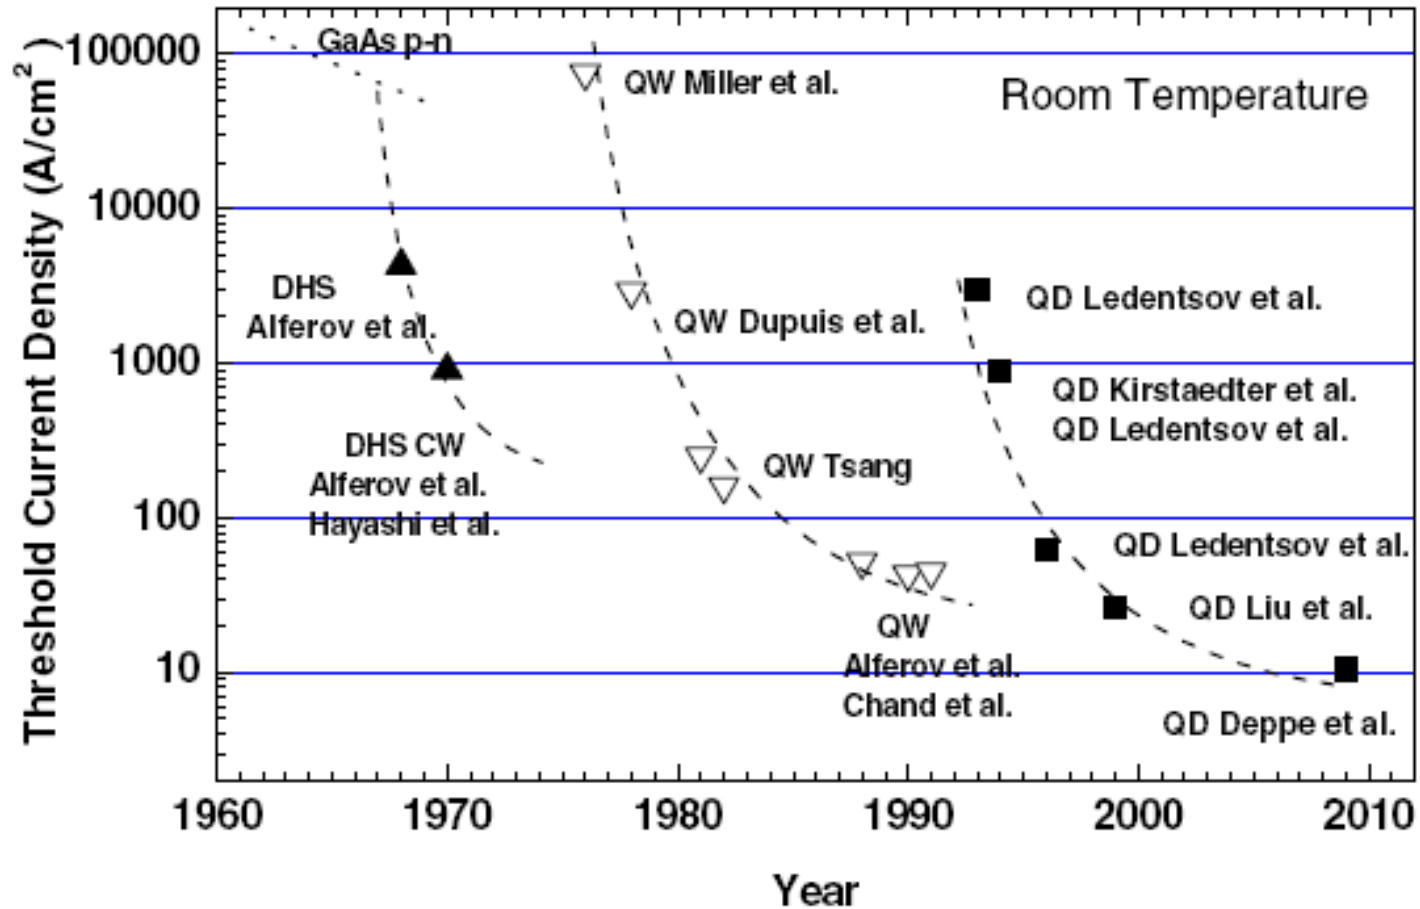 GaAs p-n
100000
QW Miller et al.
Room Temperature
10000
DHS
Alferov et al.
QD Ledentsov et al.
QW Dupuis et al.
1000
QD Kirstaedter et al.
QD Ledentsov et al.
DHS CW
Alferov et al.
Hayashi et al.
QW Tsang
100
QD Ledentsov et al.
QD Liu et al.
QW
Alferov et al.
Chand et al.
10
QD Deppe et al.
Threshold Current Density (A/cm²)
1960 1970 1980 1990 2000 2010
Year